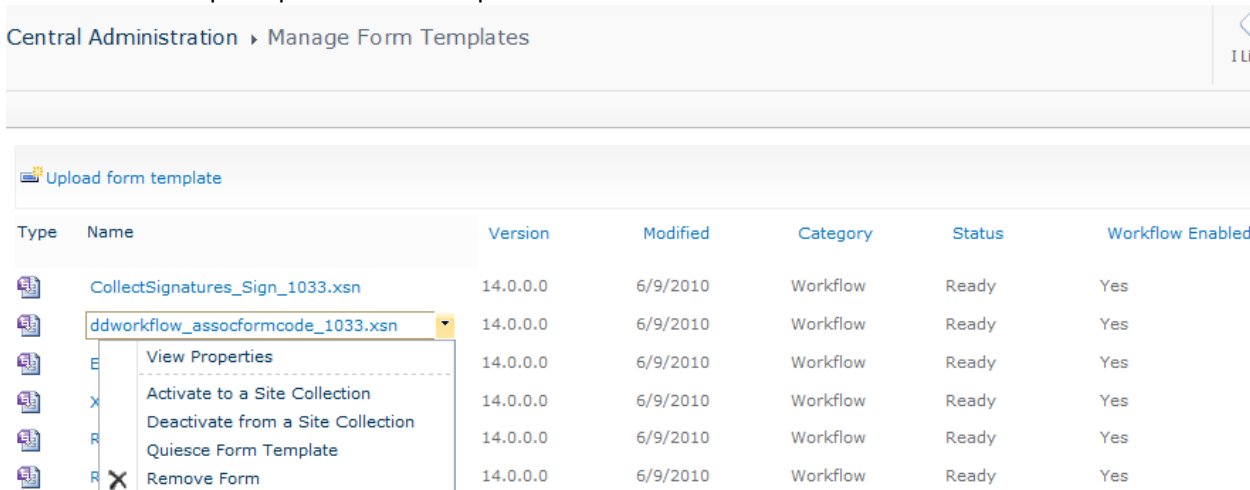 Central Administration ▸ Manage Form Templates
I Li
Upload form template
Type Name Version Modified Category Status Workflow Enabled
CollectSignatures_Sign_1033.xsn 14.0.0.0 6/9/2010 Workflow Ready Yes
ddworkflow_assocformcode_1033.xsn 14.0.0.0 6/9/2010 Workflow Ready Yes
View Properties
E 14.0.0.0 6/9/2010 Workflow Ready Yes
Activate to a Site Collection
X 14.0.0.0 6/9/2010 Workflow Ready Yes
Deactivate from a Site Collection
R 14.0.0.0 6/9/2010 Workflow Ready Yes
Quiesce Form Template
R Remove Form 14.0.0.0 6/9/2010 Workflow Ready Yes